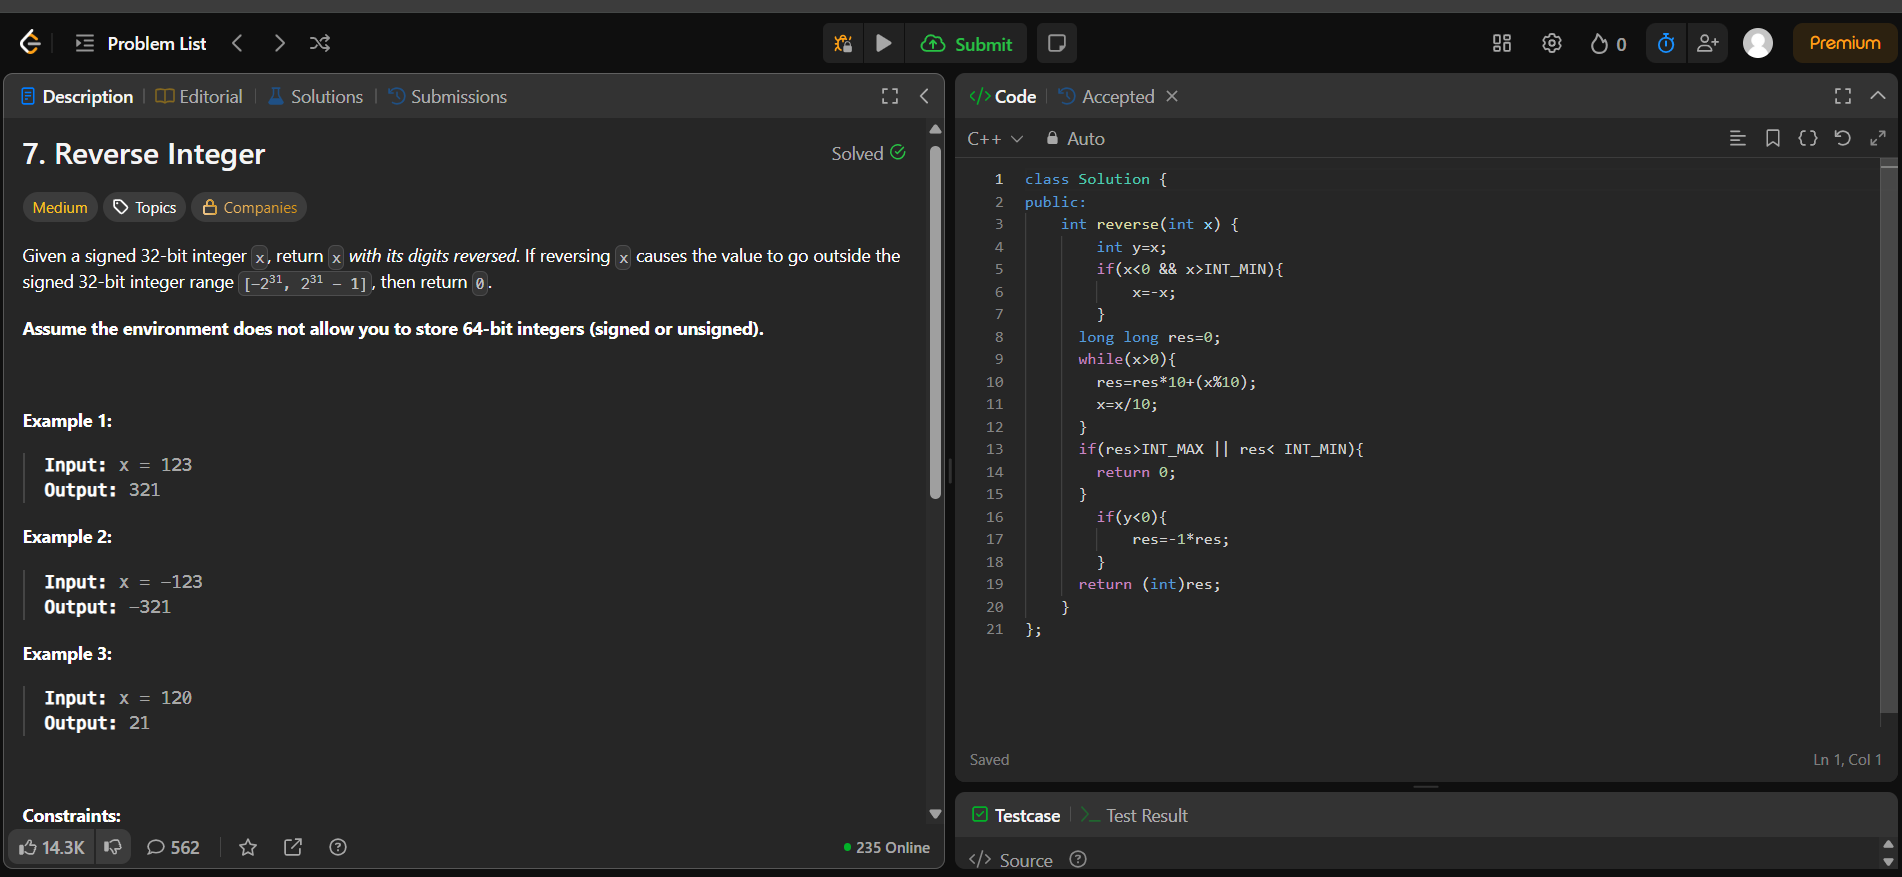 Problem List
Submit
0
Premium
Description
Editorial
Solutions
Submissions
7. Reverse Integer
Solved
Medium
Topics
Companies
Given a signed 32-bit integer x, return x with its digits reversed. If reversing x causes the value to go outside the
signed 32-bit integer range [-2³¹, 2³¹ - 1], then return 0.
Assume the environment does not allow you to store 64-bit integers (signed or unsigned).
Example 1:
Input: x = 123
Output: 321
Example 2:
Input: x = -123
Output: -321
Example 3:
Input: x = 120
Output: 21
Constraints:
14.3K
562
235 Online
</> Code
Accepted
C++
Auto
1 class Solution {
2 public:
3     int reverse(int x) {
4         int y=x;
5         if(x<0 && x>INT_MIN){
6             x=-x;
7         }
8       long long res=0;
9       while(x>0){
10         res=res*10+(x%10);
11         x=x/10;
12       }
13       if(res>INT_MAX || res< INT_MIN){
14         return 0;
15       }
16         if(y<0){
17             res=-1*res;
18         }
19       return (int)res;
20     }
21 };
Saved
Ln 1, Col 1
Testcase
>_ Test Result
</> Source